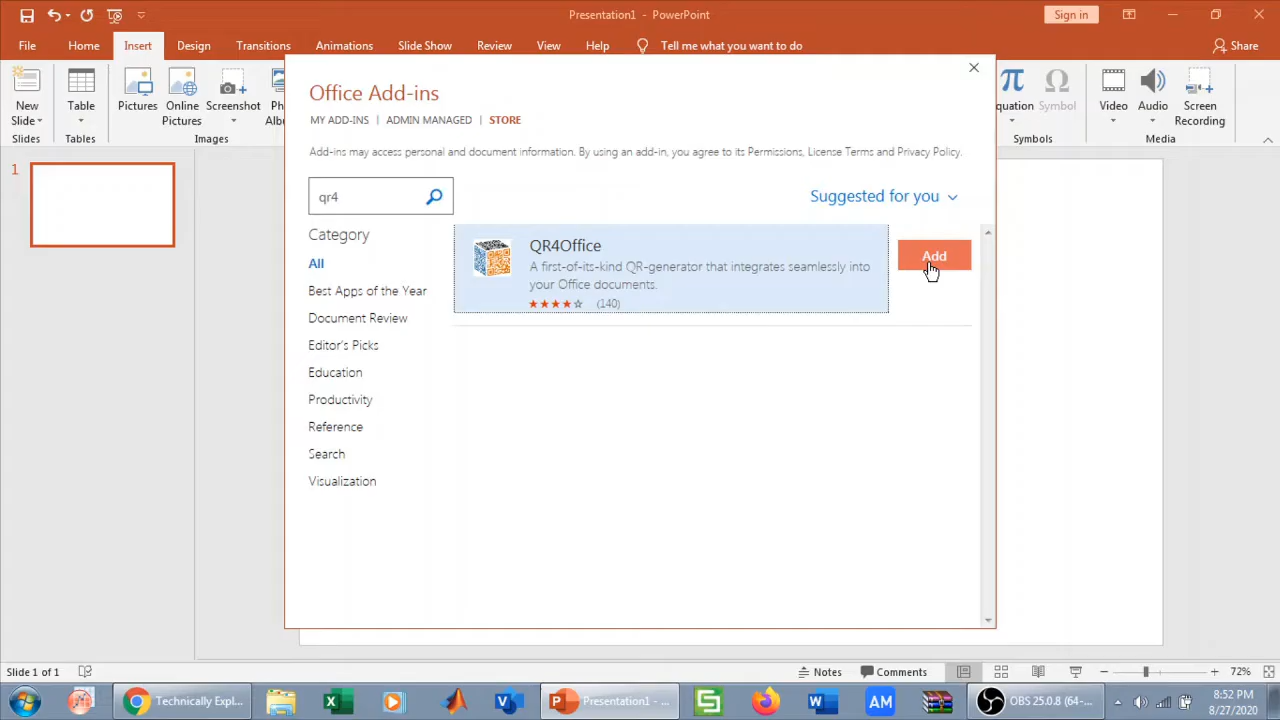 Presentation1 - PowerPoint
Sign in
File
Home
Insert
Design
Transitions
Animations
Slide Show
Review
View
Help
Tell me what you want to do
Share
New
Slide
Table
Pictures
Online
Pictures
Screenshot
Symbol
Video
Audio
Screen
Recording
Slides
Tables
Images
Symbols
Media
Office Add-ins
MY ADD-INS | ADMIN MANAGED | STORE
Add-ins may access personal and document information. By using an add-in, you agree to its Permissions, License Terms and Privacy Policy.
qr4
Suggested for you
Category
All
Best Apps of the Year
Document Review
Editor's Picks
Education
Productivity
Reference
Search
Visualization
QR4Office
A first-of-its-kind QR-generator that integrates seamlessly into
your Office documents.
(140)
Add
1
Slide 1 of 1
Notes
Comments
72%
Technically Expl...
Presentation1 - ...
AM
OBS 25.0.8 (64-...
8:52 PM
8/27/2020